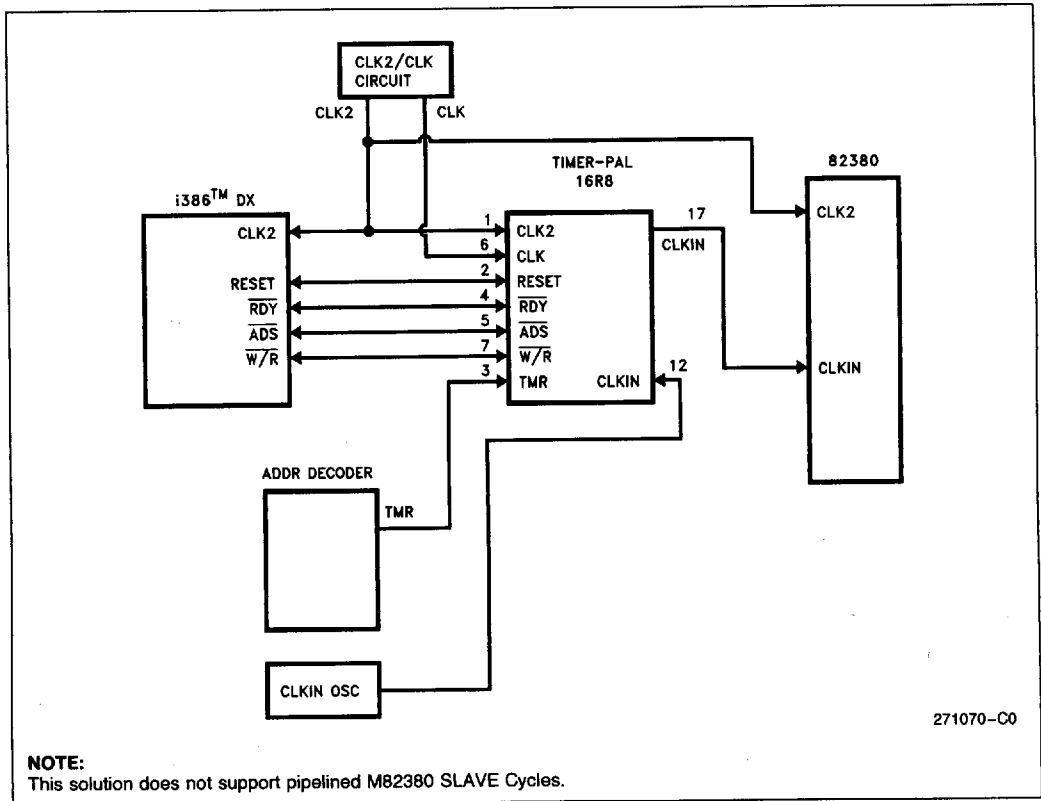 CLK2/CLK
CIRCUIT
CLK2
CLK
TIMER-PAL
16R8
82380
i386™ DX
CLK2
1
CLK2
17
CLKIN
CLK2
6
CLK
RESET
2
RESET
RDY
4
RDY
ADS
5
ADS
W/R
7
W/R
3
TMR
CLKIN
12
CLKIN
ADDR DECODER
TMR
CLKIN OSC
271070-C0
NOTE:
This solution does not support pipelined M82380 SLAVE Cycles.